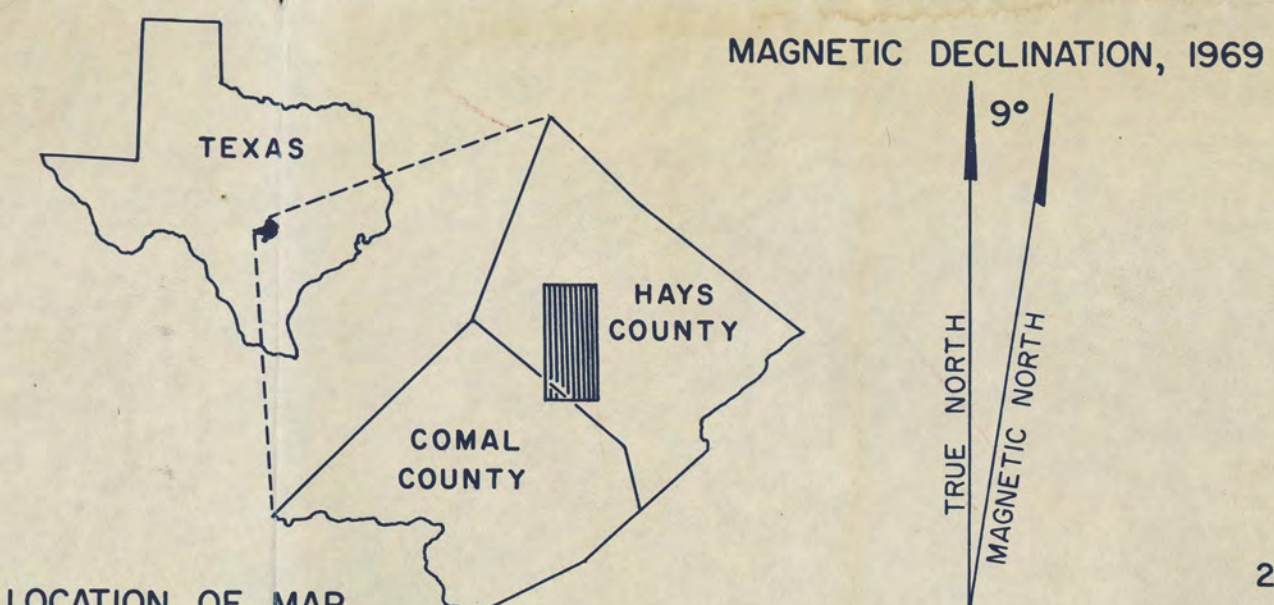 MAGNETIC DECLINATION, 1969
9°
TEXAS
HAYS
COUNTY
COMAL
COUNTY
TRUE NORTH
MAGNETIC NORTH
LOCATION OF MAP
2